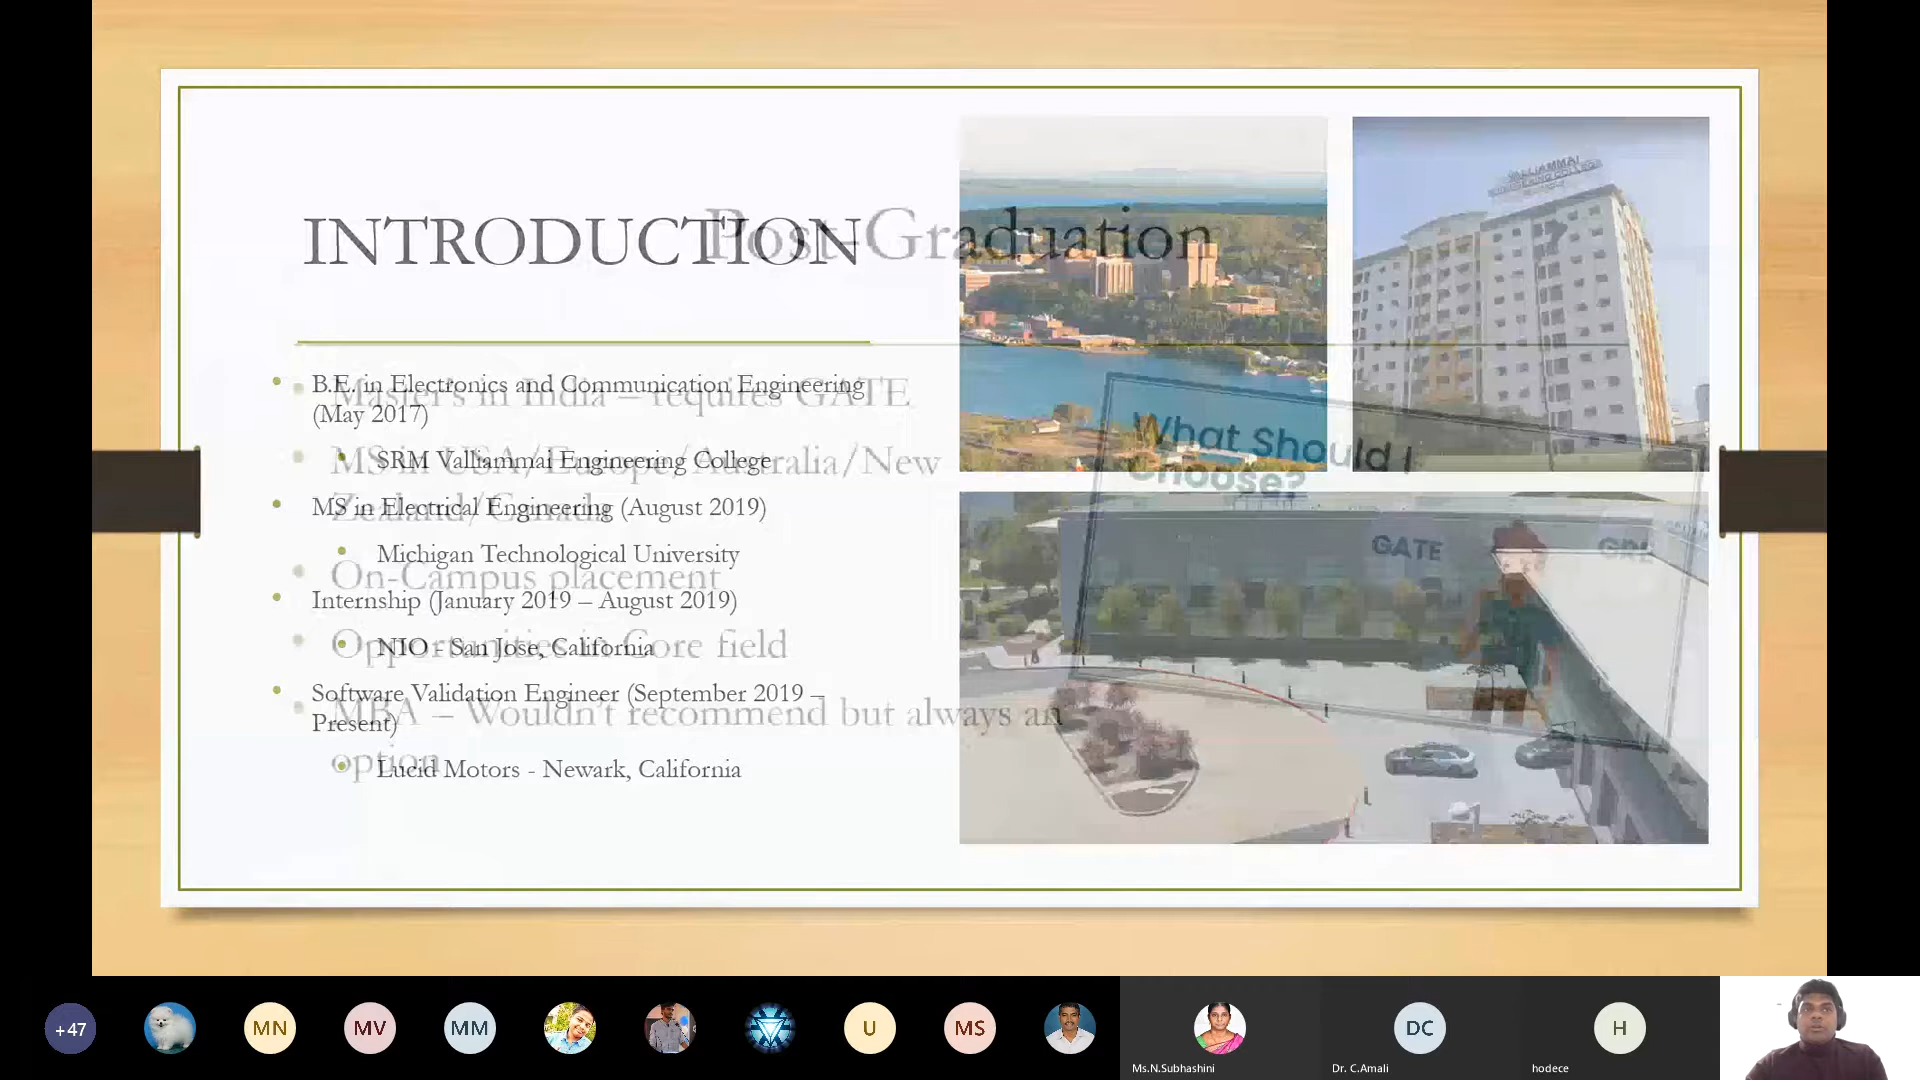 INTRODUCTION
B.E. in Electronics and Communication Engineering
(May 2017)
SRM Valliammai Engineering College
MS in Electrical Engineering (August 2019)
Michigan Technological University
Internship (January 2019 – August 2019)
NIO - San Jose, California
Software Validation Engineer (September 2019 –
Present)
Lucid Motors - Newark, California
Post-Graduation
Master's in India – requires GATE
MS in USA/Europe/Australia/New
Zealand/Canada
On-Campus placement
Opportunities in Core field
MBA – Wouldn't recommend but always an
option
VALLIAMMAI
ENGINEERING COLLEGE
What Should I
Choose?
GATE
+47
MN
MV
MM
U
MS
Ms.N.Subhashini
DC
Dr. C.Amali
H
hodece